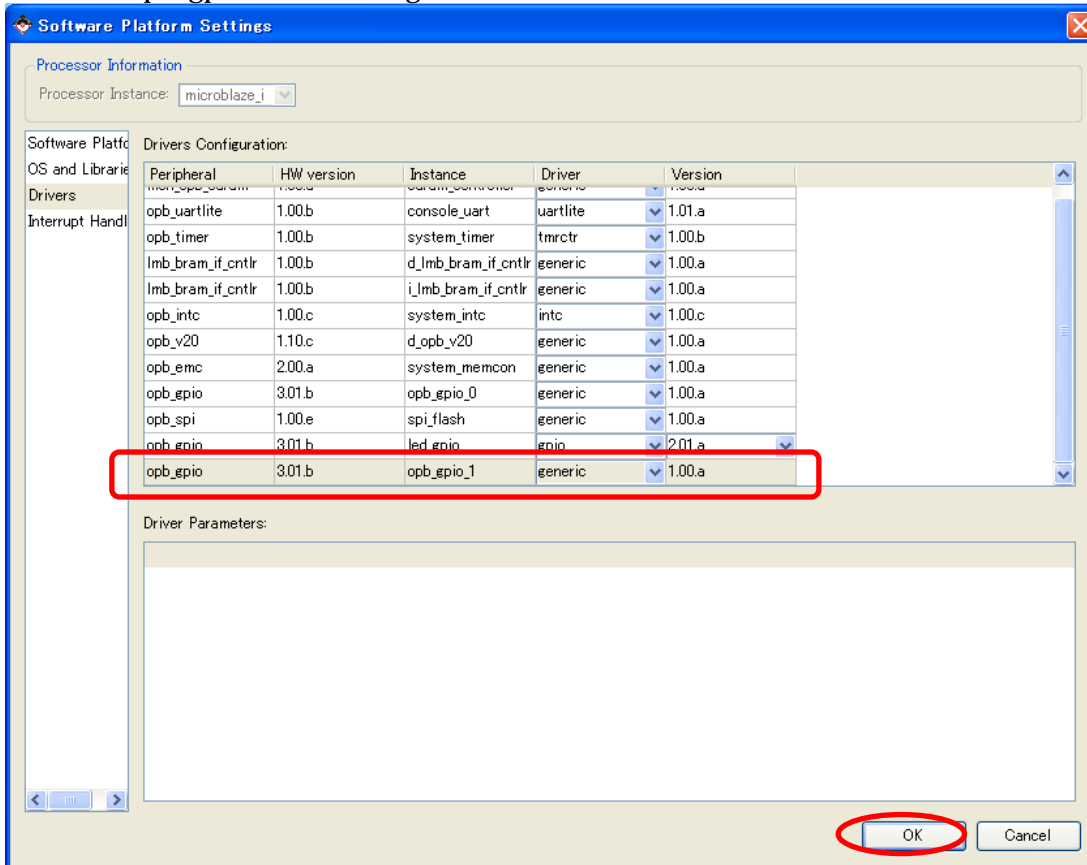 Software Platform Settings
Processor Information
Processor Instance: microblaze_i
Software Platfo
OS and Librarie
Drivers
Interrupt Handl
Drivers Configuration:
Peripheral HW version Instance Driver Version
opb_uartlite 1.00.b console_uart uartlite 1.01.a
opb_timer 1.00.b system_timer tmrctr 1.00.b
lmb_bram_if_cntlr 1.00.b d_lmb_bram_if_cntlr generic 1.00.a
lmb_bram_if_cntlr 1.00.b i_lmb_bram_if_cntlr generic 1.00.a
opb_intc 1.00.c system_intc intc 1.00.c
opb_v20 1.10.c d_opb_v20 generic 1.00.a
opb_emc 2.00.a system_memcon generic 1.00.a
opb_gpio 3.01.b opb_gpio_0 generic 1.00.a
opb_spi 1.00.e spi_flash generic 1.00.a
opb_gpio 3.01.b led_gpio gpio 2.01.a
opb_gpio 3.01.b opb_gpio_1 generic 1.00.a
Driver Parameters:
OK Cancel